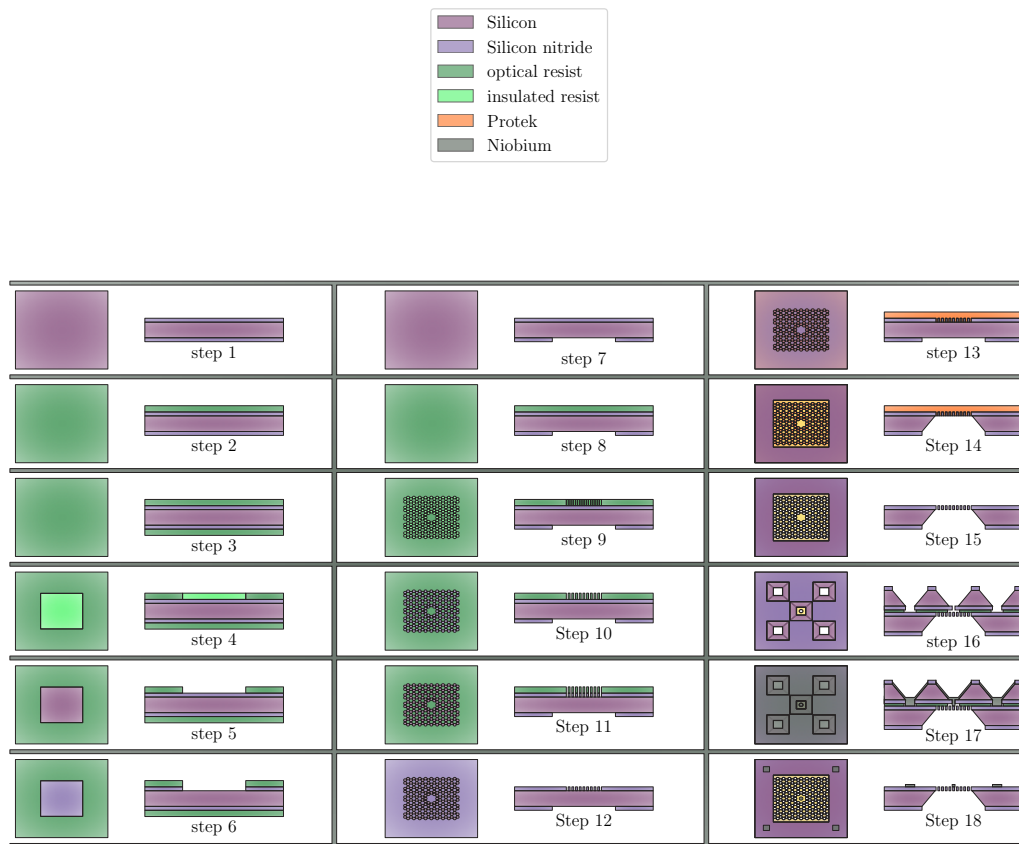 Silicon
Silicon nitride
optical resist
insulated resist
Protek
Niobium
step 1
step 7
step 13
step 2
step 8
Step 14
step 3
step 9
Step 15
step 4
Step 10
step 16
step 5
Step 11
Step 17
step 6
Step 12
Step 18